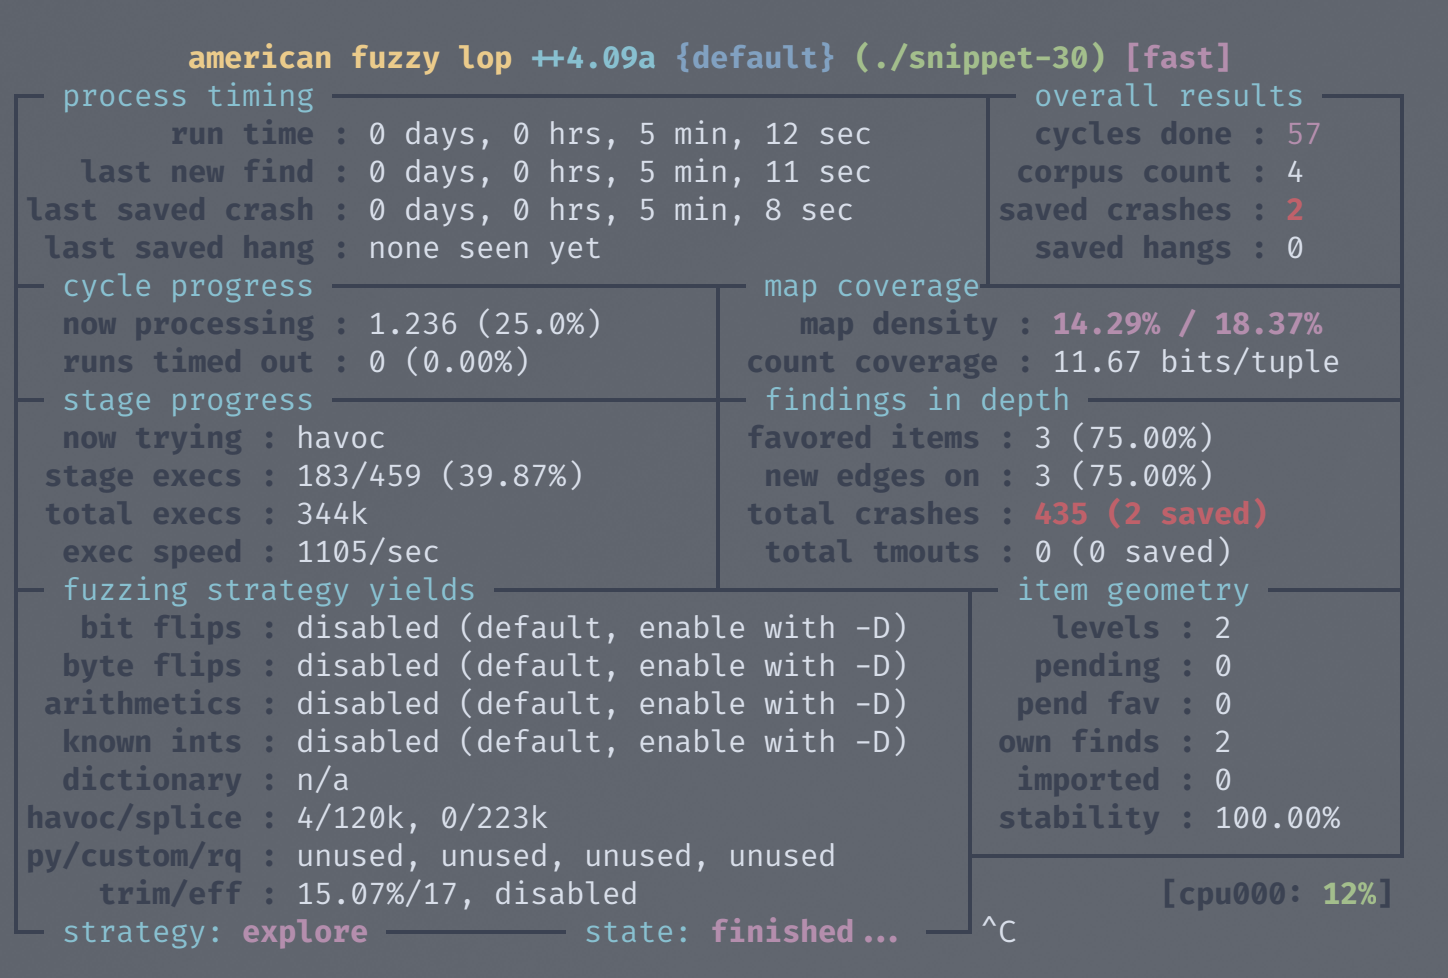 american fuzzy lop ++4.09a {default} (./snippet-30) [fast]
process timing overall results
run time : 0 days, 0 hrs, 5 min, 12 sec cycles done : 57
last new find : 0 days, 0 hrs, 5 min, 11 sec corpus count : 4
last saved crash : 0 days, 0 hrs, 5 min, 8 sec saved crashes : 2
last saved hang : none seen yet saved hangs : 0
cycle progress map coverage
now processing : 1.236 (25.0%) map density : 14.29% / 18.37%
runs timed out : 0 (0.00%) count coverage : 11.67 bits/tuple
stage progress findings in depth
now trying : havoc favored items : 3 (75.00%)
stage execs : 183/459 (39.87%) new edges on : 3 (75.00%)
total execs : 344k total crashes : 435 (2 saved)
exec speed : 1105/sec total tmouts : 0 (0 saved)
fuzzing strategy yields item geometry
bit flips : disabled (default, enable with -D) levels : 2
byte flips : disabled (default, enable with -D) pending : 0
arithmetics : disabled (default, enable with -D) pend fav : 0
known ints : disabled (default, enable with -D) own finds : 2
dictionary : n/a imported : 0
havoc/splice : 4/120k, 0/223k stability : 100.00%
py/custom/rq : unused, unused, unused, unused
trim/eff : 15.07%/17, disabled [cpu000: 12%]
strategy: explore state: finished... ^C